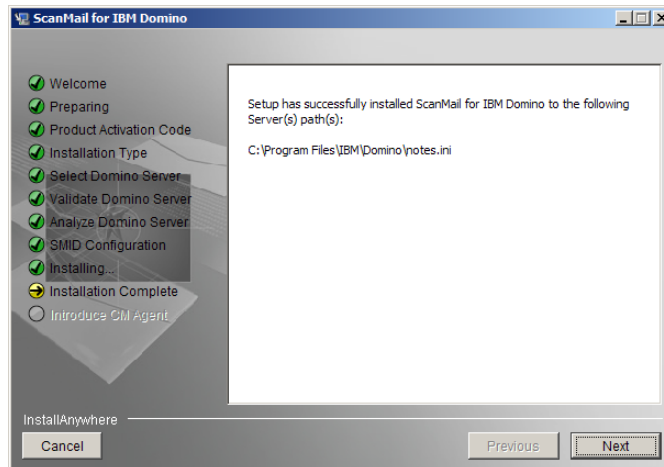 ScanMail for IBM Domino
Welcome
Preparing
Product Activation Code
Installation Type
Select Domino Server
Validate Domino Server
Analyze Domino Server
SMID Configuration
Installing...
Installation Complete
Introduce CM Agent
Setup has successfully installed ScanMail for IBM Domino to the following
Server(s) path(s):
C:\Program Files\IBM\Domino\notes.ini
InstallAnywhere
Cancel
Previous
Next